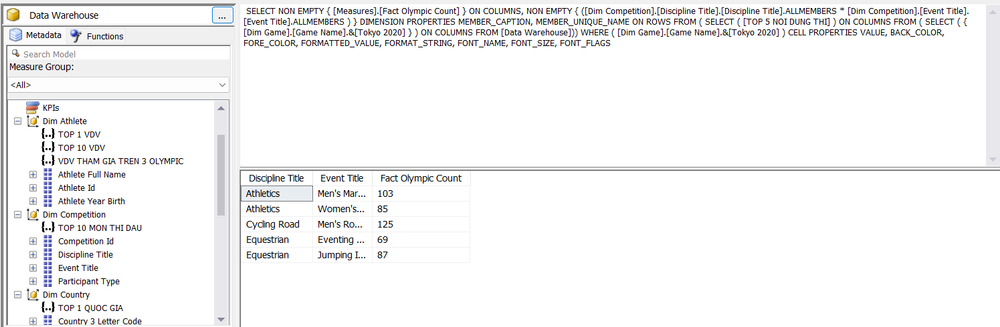 Data Warehouse
...
Metadata
Functions
Search Model
Measure Group:
<All>
KPIs
Dim Athlete
TOP 1 VDV
TOP 10 VDV
VDV THAM GIA TREN 3 OLYMPIC
Athlete Full Name
Athlete Id
Athlete Year Birth
Dim Competition
TOP 10 MON THI DAU
Competition Id
Discipline Title
Event Title
Participant Type
Dim Country
TOP 1 QUOC GIA
Country 3 Letter Code
SELECT NON EMPTY { [Measures].[Fact Olympic Count] } ON COLUMNS, NON EMPTY { ([Dim Competition].[Discipline Title].[Discipline Title].ALLMEMBERS * [Dim Competition].[Event Title].
[Event Title].ALLMEMBERS ) } DIMENSION PROPERTIES MEMBER_CAPTION, MEMBER_UNIQUE_NAME ON ROWS FROM ( SELECT ( [TOP 5 NOI DUNG THI] ) ON COLUMNS FROM ( SELECT ( {
[Dim Game].[Game Name].&[Tokyo 2020] } ) ON COLUMNS FROM [Data Warehouse])) WHERE ( [Dim Game].[Game Name].&[Tokyo 2020] ) CELL PROPERTIES VALUE, BACK_COLOR,
FORE_COLOR, FORMATTED_VALUE, FORMAT_STRING, FONT_NAME, FONT_SIZE, FONT_FLAGS
Discipline Title Event Title Fact Olympic Count
Athletics Men's Mar... 103
Athletics Women's... 85
Cycling Road Men's Ro... 125
Equestrian Eventing ... 69
Equestrian Jumping I... 87